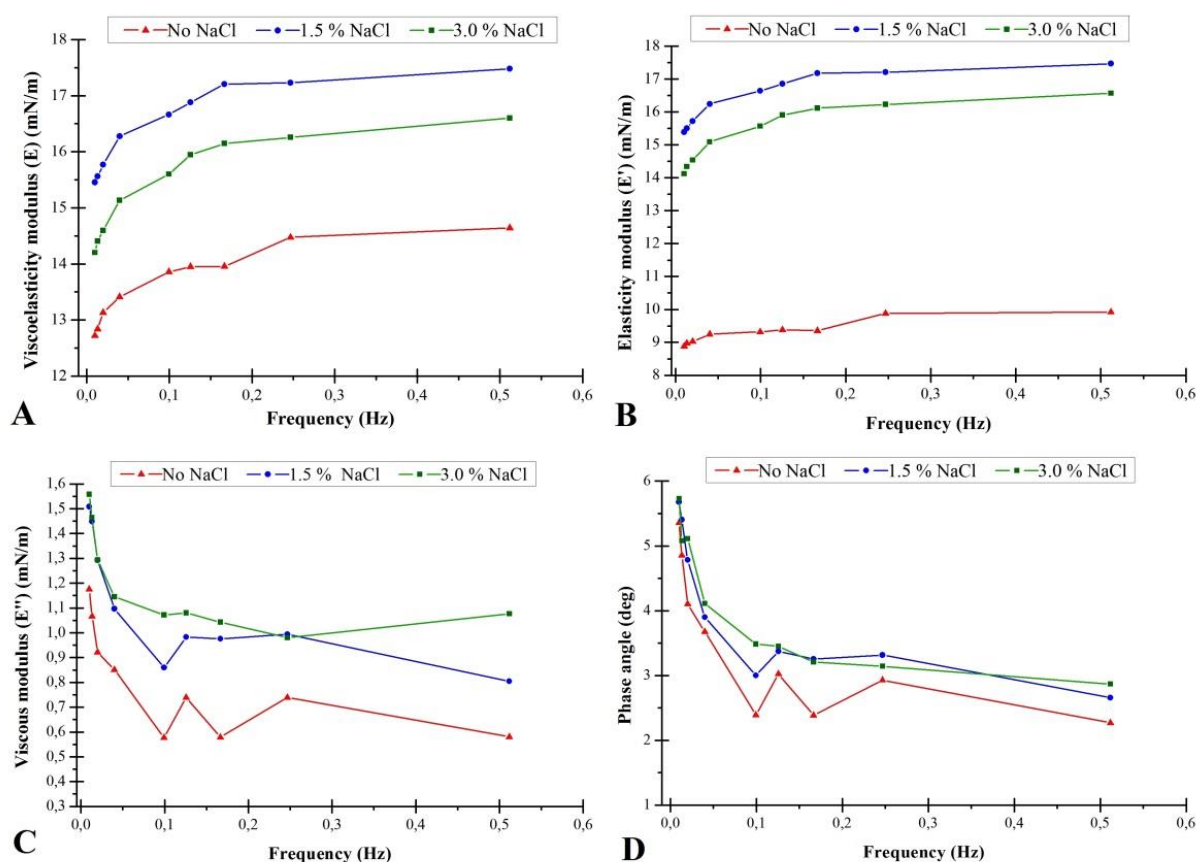 No NaCl 1.5 % NaCl 3.0 % NaCl
Viscoelasticity modulus (E) (mN/m)
18
17
16
15
14
13
12
0,0 0,1 0,2 0,3 0,4 0,5 0,6
Frequency (Hz)
A
No NaCl 1.5 % NaCl 3.0 % NaCl
Elasticity modulus (E') (mN/m)
18
17
16
15
14
13
12
11
10
9
8
0,0 0,1 0,2 0,3 0,4 0,5 0,6
Frequency (Hz)
B
No NaCl 1.5 % NaCl 3.0 % NaCl
Viscous modulus (E'') (mN/m)
1,6
1,5
1,4
1,3
1,2
1,1
1,0
0,9
0,8
0,7
0,6
0,5
0,4
0,3
0,0 0,1 0,2 0,3 0,4 0,5 0,6
Frequency (Hz)
C
No NaCl 1.5 % NaCl 3.0 % NaCl
Phase angle (deg)
6
5
4
3
2
1
0,0 0,1 0,2 0,3 0,4 0,5 0,6
Frequency (Hz)
D